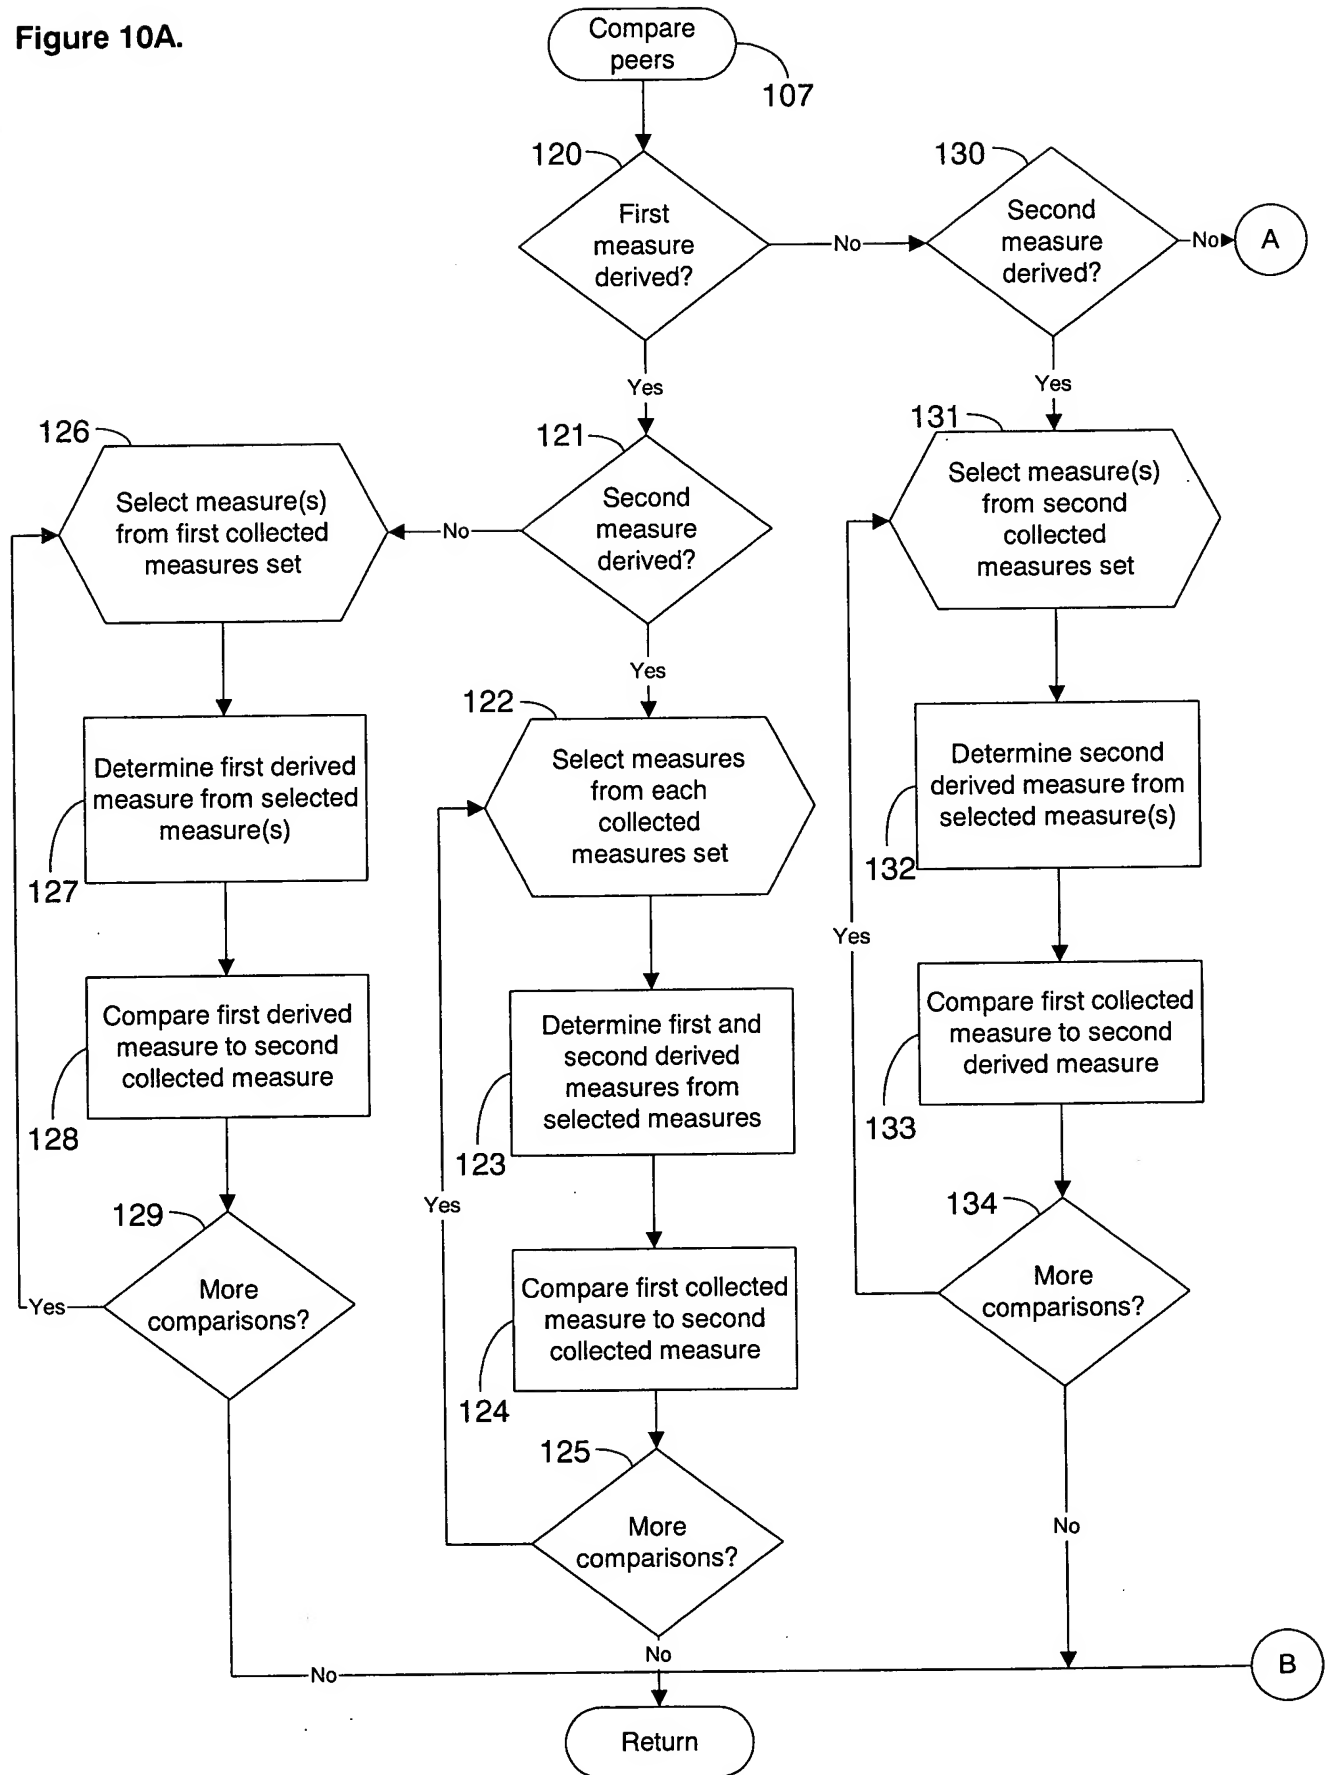 Figure 10A.
Compare
peers
107
120
First
measure
derived?
No
130
Second
measure
derived?
No
A
Yes
Yes
126
Select measure(s)
from first collected
measures set
No
121
Second
measure
derived?
131
Select measure(s)
from second
collected
measures set
Yes
127
Determine first derived
measure from selected
measure(s)
122
Select measures
from each
collected
measures set
132
Determine second
derived measure from
selected measure(s)
Yes
128
Compare first derived
measure to second
collected measure
123
Determine first and
second derived
measures from
selected measures
133
Compare first collected
measure to second
derived measure
Yes
129
More
comparisons?
Yes
124
Compare first collected
measure to second
collected measure
134
More
comparisons?
125
More
comparisons?
No
No
No
B
Return